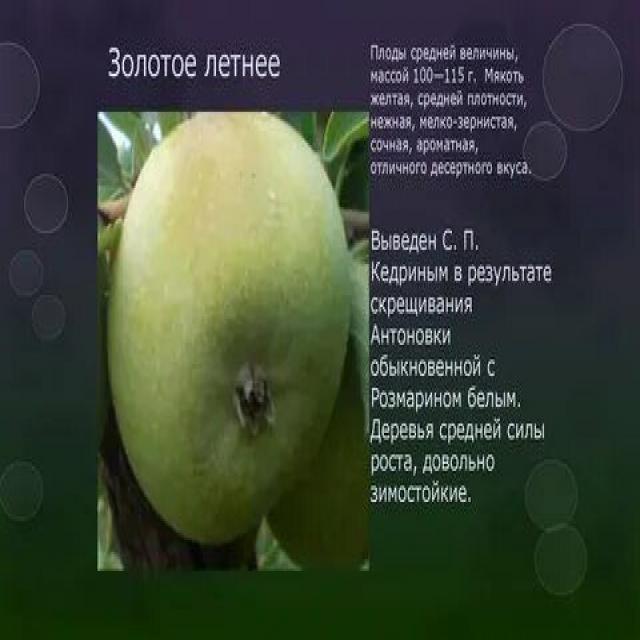 Золотое летнее
Плоды средней величины,
массой 100—115 г. Мякоть
желтая, средней плотности,
нежная, мелко-зернистая,
сочная, ароматная,
отличного десертного вкуса.
Выведен С. П.
Кедриным в результате
скрещивания
Антоновки
обыкновенной с
Розмарином белым.
Деревья средней силы
роста, довольно
зимостойкие.